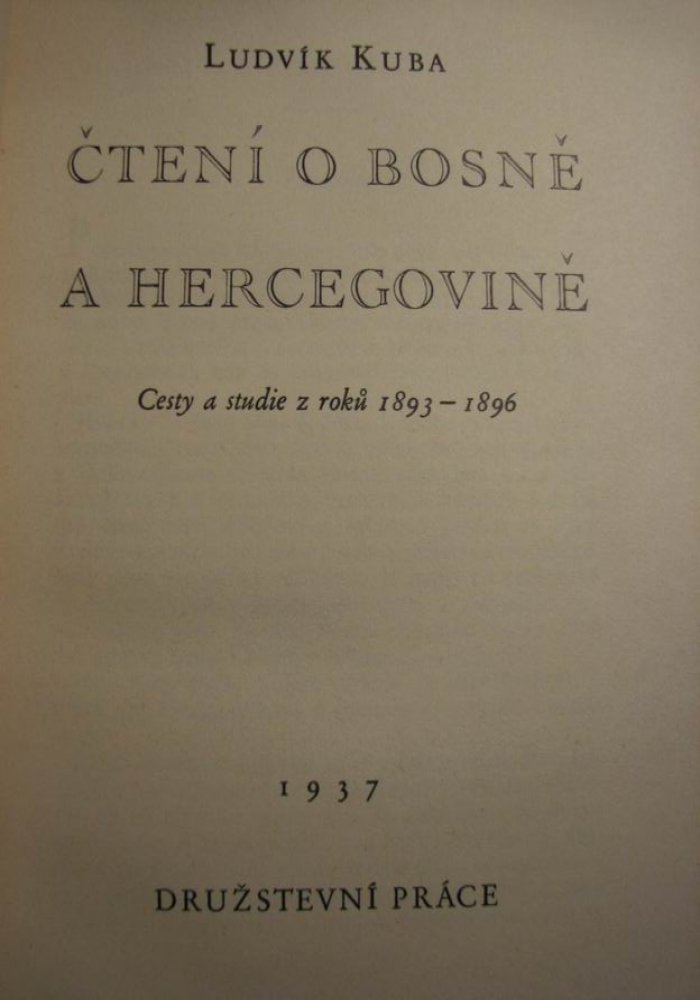 Ludvík Kuba
ČTENÍ O BOSNĚ
A HERCEGOVINĚ
Cesty a studie z roků 1893 – 1896
1937
DRUŽSTEVNÍ PRÁCE